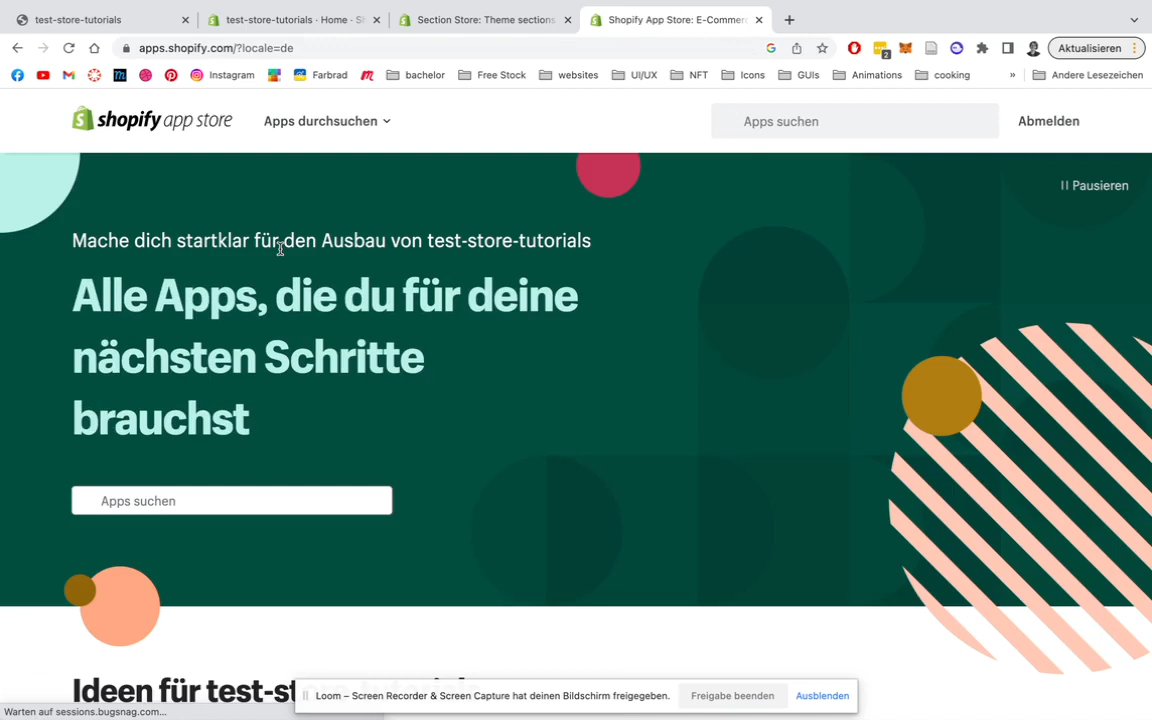 test-store-tutorials
test-store-tutorials · Home · S
Section Store: Theme sections,
Shopify App Store: E-Commer
apps.shopify.com/?locale=de
2
Aktualisieren
Instagram
Farbrad
bachelor
Free Stock
websites
UI/UX
NFT
Icons
GUIs
Animations
cooking
»
Andere Lesezeichen
shopify app store
Apps durchsuchen
Apps suchen
Abmelden
Pausieren
Mache dich startklar für den Ausbau von test-store-tutorials
Alle Apps, die du für deine
nächsten Schritte
brauchst
Apps suchen
Ideen für
Loom – Screen Recorder & Screen Capture hat deinen Bildschirm freigegeben.
Freigabe beenden
Ausblenden
Warten auf sessions.bugsnag.com...